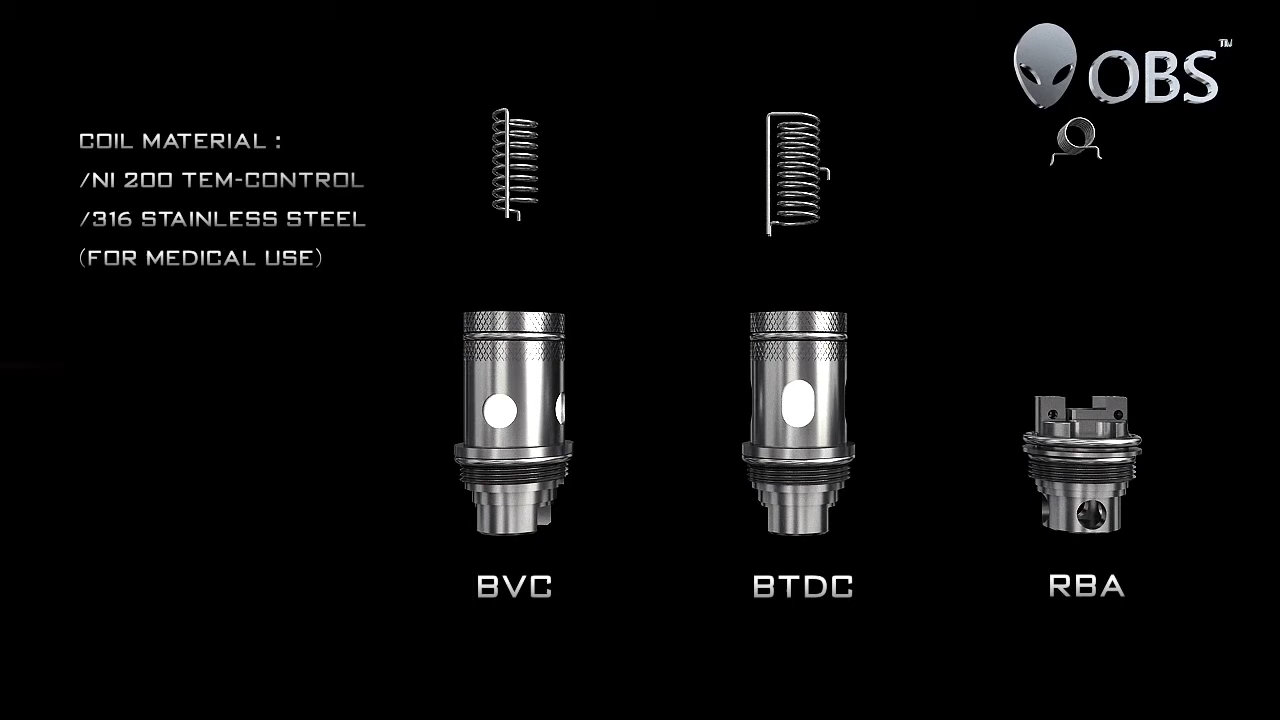 OBS™
COIL MATERIAL :
/NI 200 TEM-CONTROL
/316 STAINLESS STEEL
(FOR MEDICAL USE)
BVC
BTDC
RBA